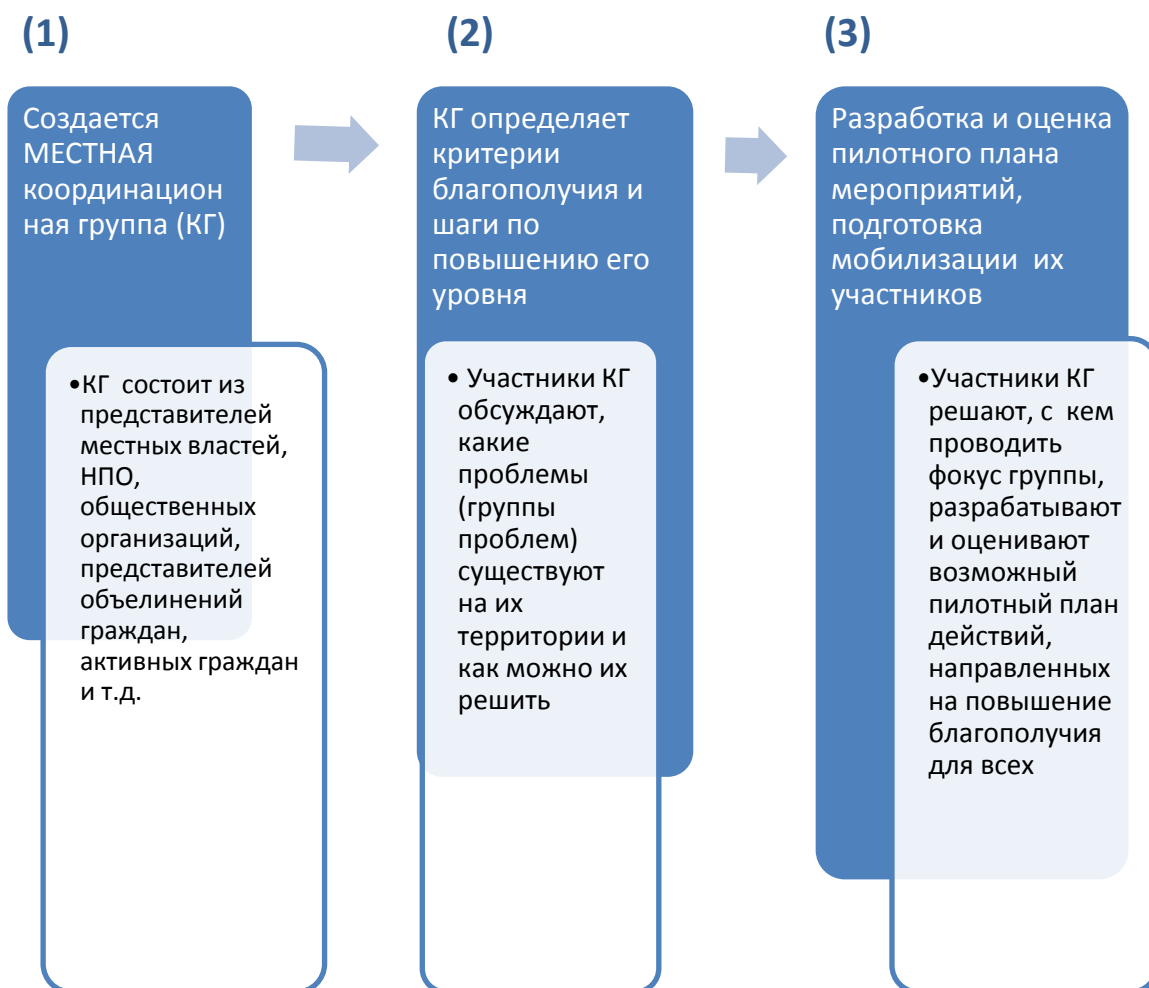 (1)
Создается
МЕСТНАЯ
координацион
ная группа (КГ)
•КГ состоит из
представителей
местных властей,
НПО,
общественных
организаций,
представителей
объелинений
граждан,
активных граждан
и т.д.
(2)
КГ определяет
критерии
благополучия и
шаги по
повышению его
уровня
• Участники КГ
обсуждают,
какие
проблемы
(группы
проблем)
существуют
на их
территории и
как можно их
решить
(3)
Разработка и оценка
пилотного плана
мероприятий,
подготовка
мобилизации их
участников
•Участники КГ
решают, с кем
проводить
фокус группы,
разрабатывают
и оценивают
возможный
пилотный план
действий,
направленных
на повышение
благополучия
для всех